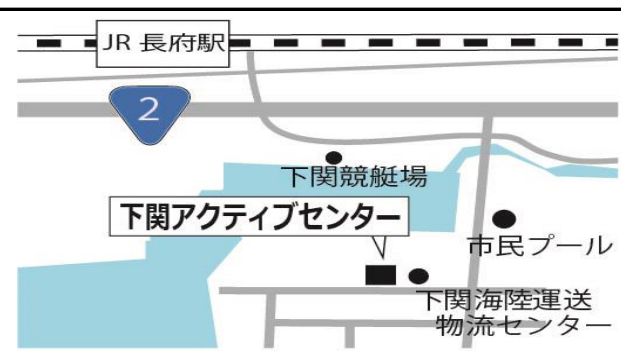 JR 長府駅
2
下関競艇場
下関アクティブセンター
市民プール
下関海陸運送
物流センター